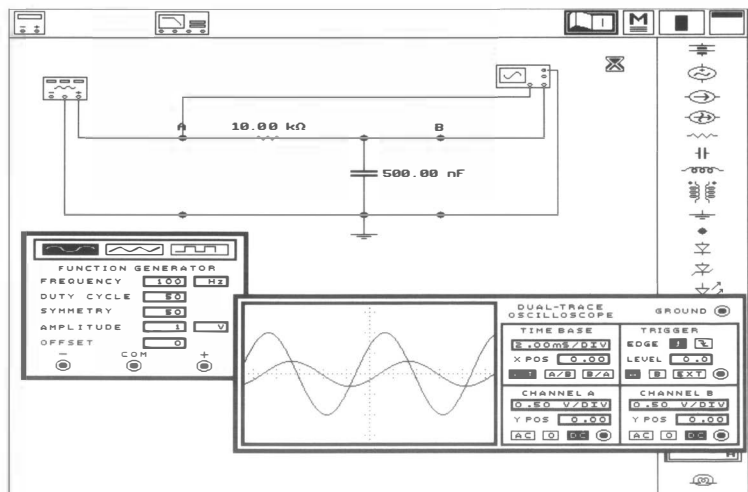 M
A
10.00 kΩ
B
500.00 nF
FUNCTION GENERATOR
FREQUENCY 100 Hz
DUTY CYCLE 50
SYMMETRY 50
AMPLITUDE 1 V
OFFSET 0
− COM +
DUAL-TRACE
OSCILLOSCOPE
GROUND
TIME BASE
2.00mS/DIV
X POS 0.00
A/B B/A
TRIGGER
EDGE
LEVEL 0.0
B EXT
CHANNEL A
0.50 V/DIV
Y POS 0.00
AC 0 DC
CHANNEL B
0.50 V/DIV
Y POS 0.00
AC 0 DC